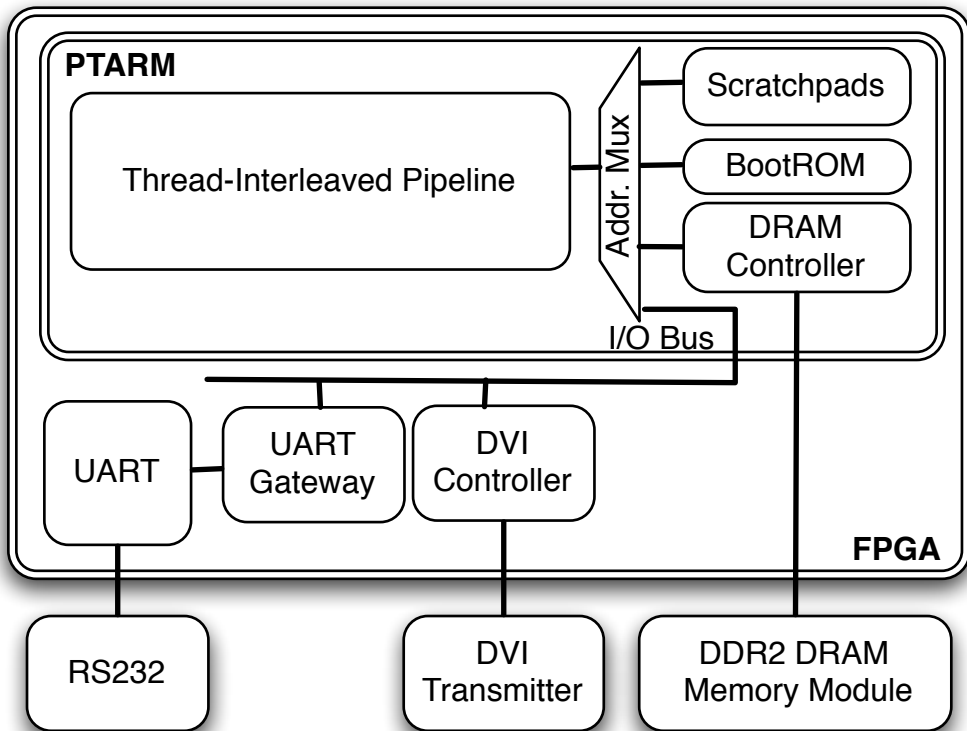 PTARM
Thread-Interleaved Pipeline
Addr. Mux
Scratchpads
BootROM
DRAM
Controller
I/O Bus
UART
UART
Gateway
DVI
Controller
FPGA
RS232
DVI
Transmitter
DDR2 DRAM
Memory Module